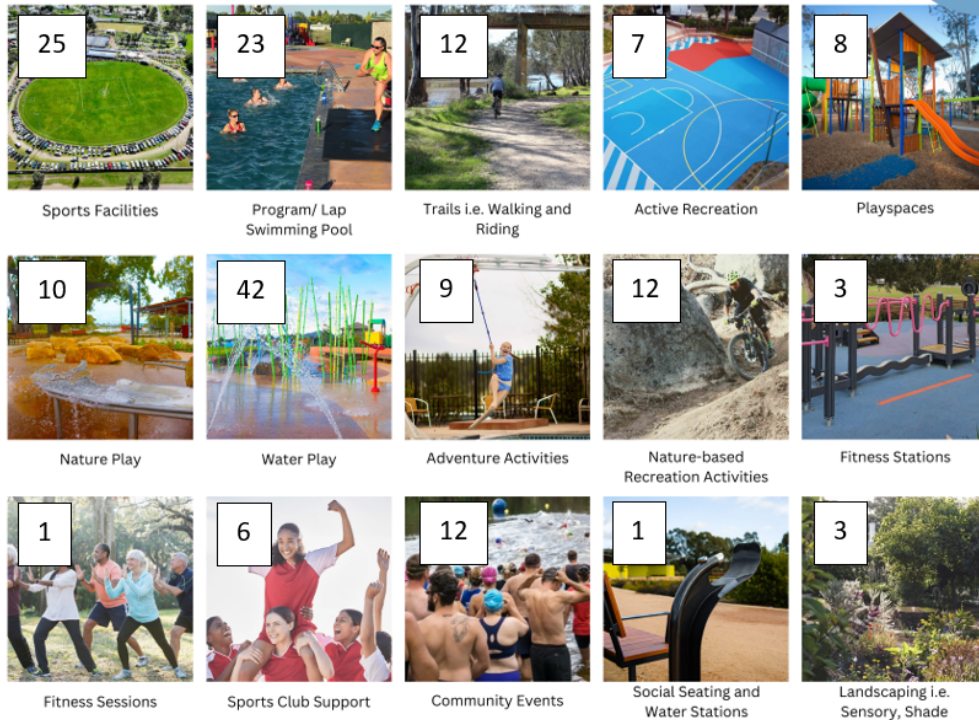 25
23
12
7
8
Sports Facilities
Program/ Lap
Swimming Pool
Trails i.e. Walking and
Riding
Active Recreation
Playspaces
10
42
9
12
3
Nature Play
Water Play
Adventure Activities
Nature-based
Recreation Activities
Fitness Stations
1
6
12
1
3
Fitness Sessions
Sports Club Support
Community Events
Social Seating and
Water Stations
Landscaping i.e.
Sensory, Shade